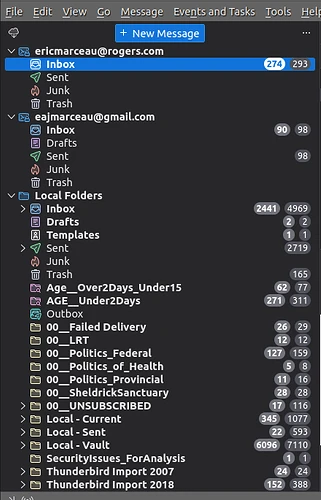 File Edit View Go Message Events and Tasks Tools Help
+ New Message ...
ericmarceau@rogers.com
Inbox 274 293
Sent
Junk
Trash
eajmarceau@gmail.com
Inbox 90 98
Drafts
Sent 98
Junk
Trash
Local Folders
Inbox 2441 4969
Drafts 2 2
Templates 1 1
Sent 2719
Junk
Trash 165
Age__Over2Days_Under15 62 77
AGE__Under2Days 271 311
Outbox
00__Failed Delivery 26 29
00__LRT 12 12
00__Politics_Federal 127 159
00__Politics_of_Health 5 8
00__Politics_Provincial 11 16
00__SheldrickSanctuary 28 28
00__UNSUBSCRIBED 17 116
Local - Current 345 1077
Local - Sent 22 593
Local - Vault 6096 7110
SecurityIssues_ForAnalysis 1 1
Thunderbird Import 2007 24 24
Thunderbird Import 2018 152 388